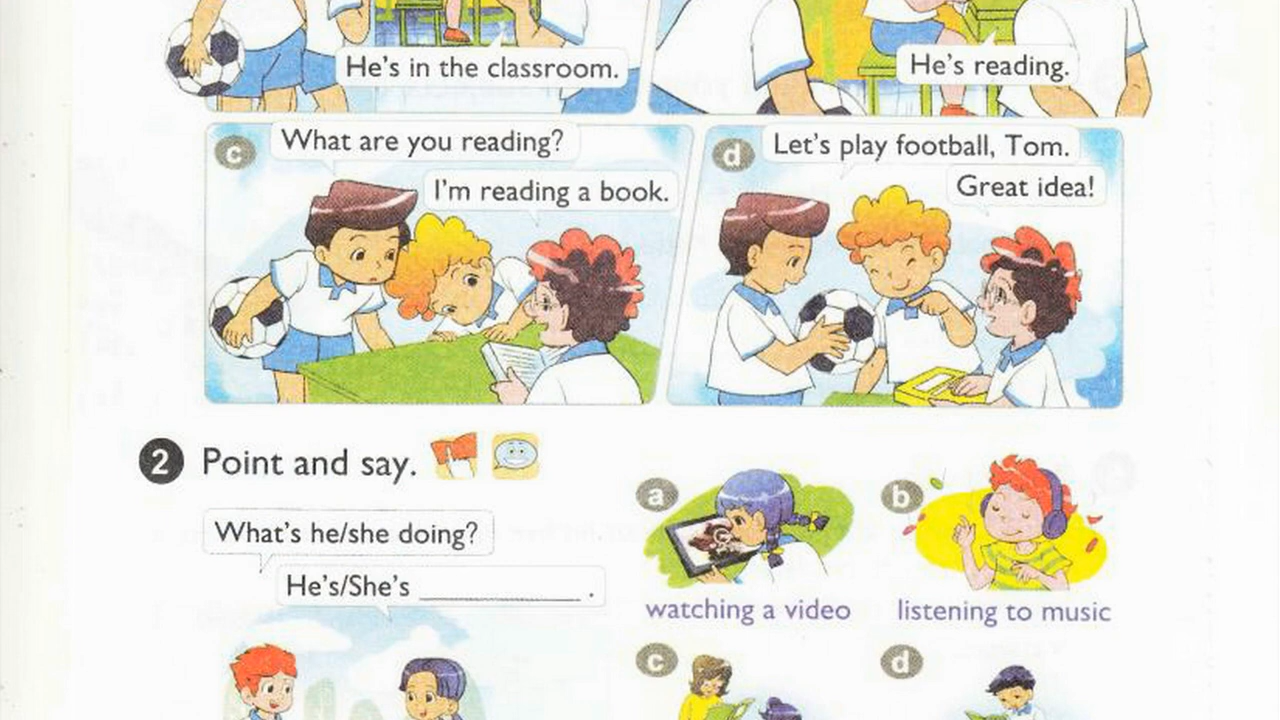 He's in the classroom.
He's reading.
c
What are you reading?
I'm reading a book.
d
Let's play football, Tom.
Great idea!
2 Point and say.
What's he/she doing?
He's/She's ____________ .
a
watching a video
b
listening to music
c
d